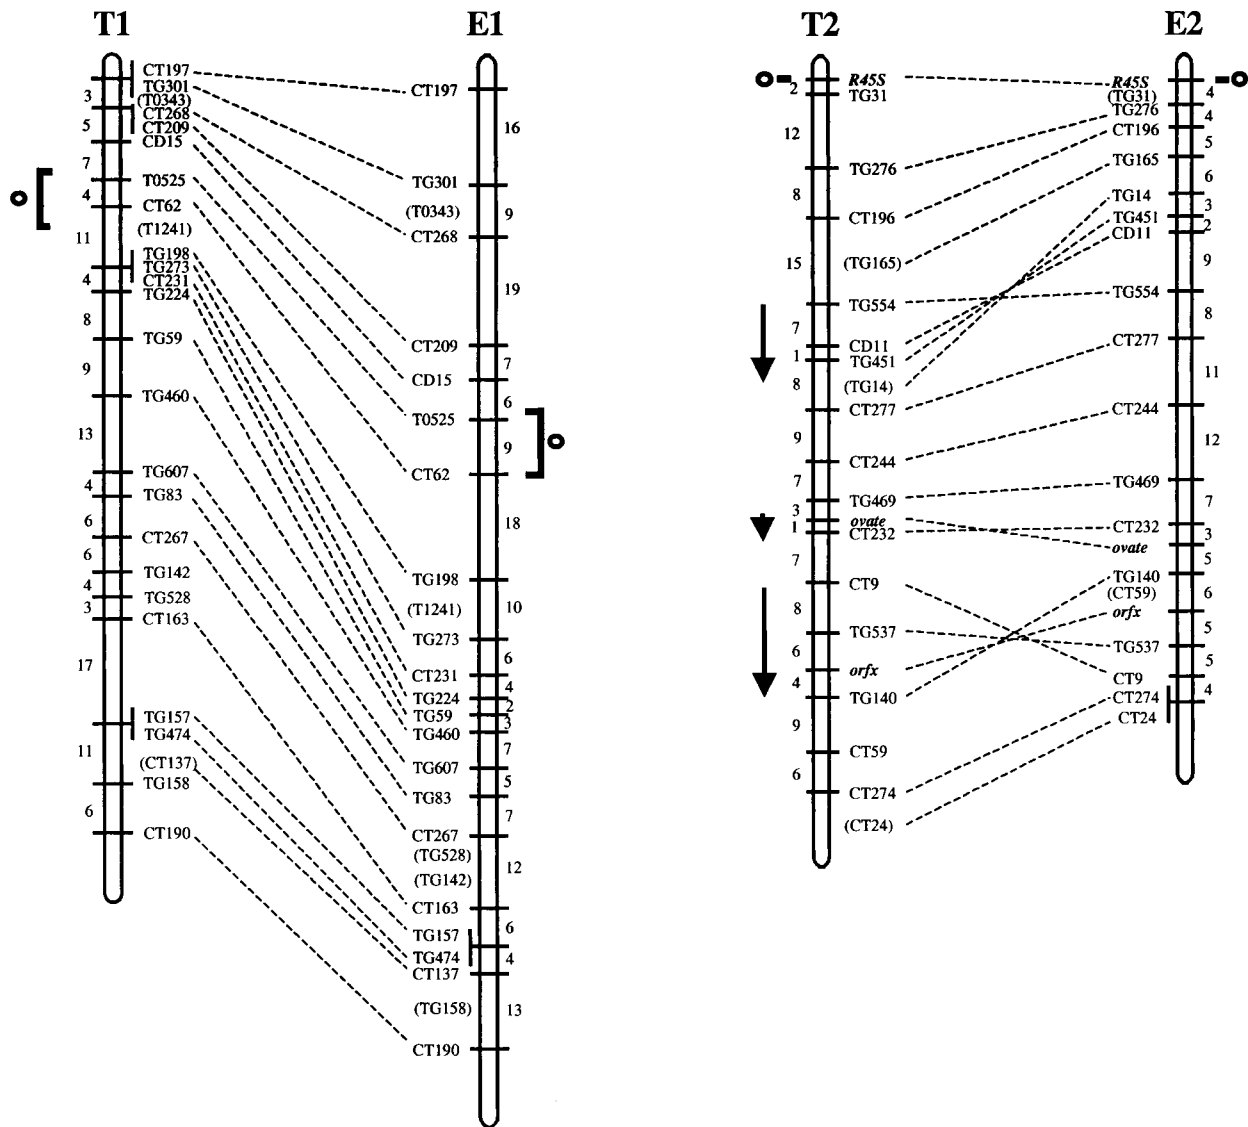 T1
E1
T2
E2
CT197
TG301
(T0343)
CT268
CT209
CD15
T0525
CT62
(T1241)
TG198
TG273
CT231
TG224
TG59
TG460
TG607
TG83
CT267
TG142
TG528
CT163
TG157
TG474
(CT137)
TG158
CT190
3
5
7
4
11
4
8
9
13
4
6
6
4
3
17
11
6
CT197
TG301
(T0343)
CT268
CT209
CD15
T0525
CT62
TG198
(T1241)
TG273
CT231
TG224
TG59
TG460
TG607
TG83
CT267
(TG528)
(TG142)
CT163
TG157
TG474
CT137
(TG158)
CT190
16
9
19
7
6
9
18
10
6
4
2
3
7
5
7
12
6
4
13
R45S
TG31
TG276
CT196
(TG165)
TG554
CD11
TG451
(TG14)
CT277
CT244
TG469
ovate
CT232
CT9
TG537
orfx
TG140
CT59
CT274
(CT24)
2
12
8
15
7
1
8
9
7
3
1
7
8
6
4
9
6
R45S
(TG31)
TG276
CT196
TG165
TG14
TG451
CD11
TG554
CT277
CT244
TG469
CT232
ovate
TG140
(CT59)
orfx
TG537
CT9
CT274
CT24
4
4
5
6
3
2
9
8
11
12
7
3
5
6
5
5
4